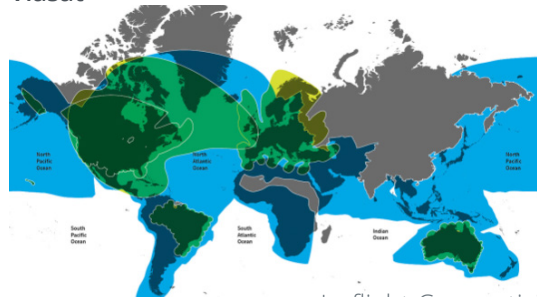 North
Pacific
Ocean
North
Atlantic
Ocean
North
Pacific
Ocean
South
Pacific
Ocean
South
Atlantic
Ocean
Indian
Ocean